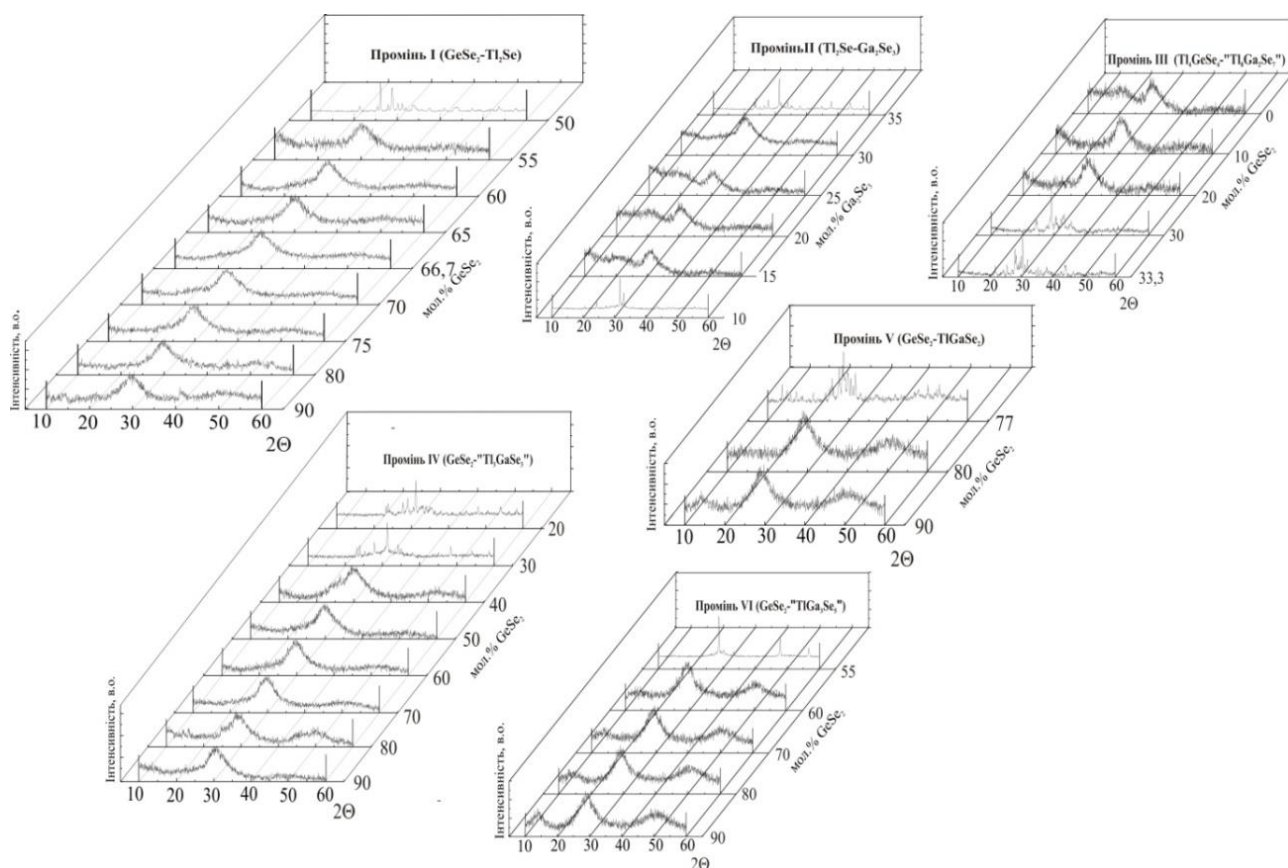 Промінь I (GeSe₂-Tl₂Se)
50
55
60
65
66,7
70
75
80
90
мол.% GeSe₂
Інтенсивність, в.о.
10 20 30 40 50 60
2Θ
ПроміньII (Tl₂Se-Ga₂Se₃)
35
30
25
20
15
10
мол.% Ga₂Se₃
Інтенсивність, в.о.
10 20 30 40 50 60
2Θ
Промінь III (Tl₄GeSe₄-"Tl₈Ga₂Se₇")
0
10
20
30
33,3
мол.% GeSe₂
Інтенсивність, в.о.
10 20 30 40 50 60
2Θ
Промінь IV (GeSe₂-"Tl₃GaSe₃")
20
30
40
50
60
70
80
90
мол.% GeSe₂
Інтенсивність, в.о.
10 20 30 40 50 60
2Θ
Промінь V (GeSe₂-TlGaSe₂)
77
80
90
мол.% GeSe₂
Інтенсивність, в.о.
10 20 30 40 50 60
2Θ
Промінь VI (GeSe₂-"TlGa₃Se₅")
55
60
70
80
90
мол.% GeSe₂
Інтенсивність, в.о.
10 20 30 40 50 60
2Θ